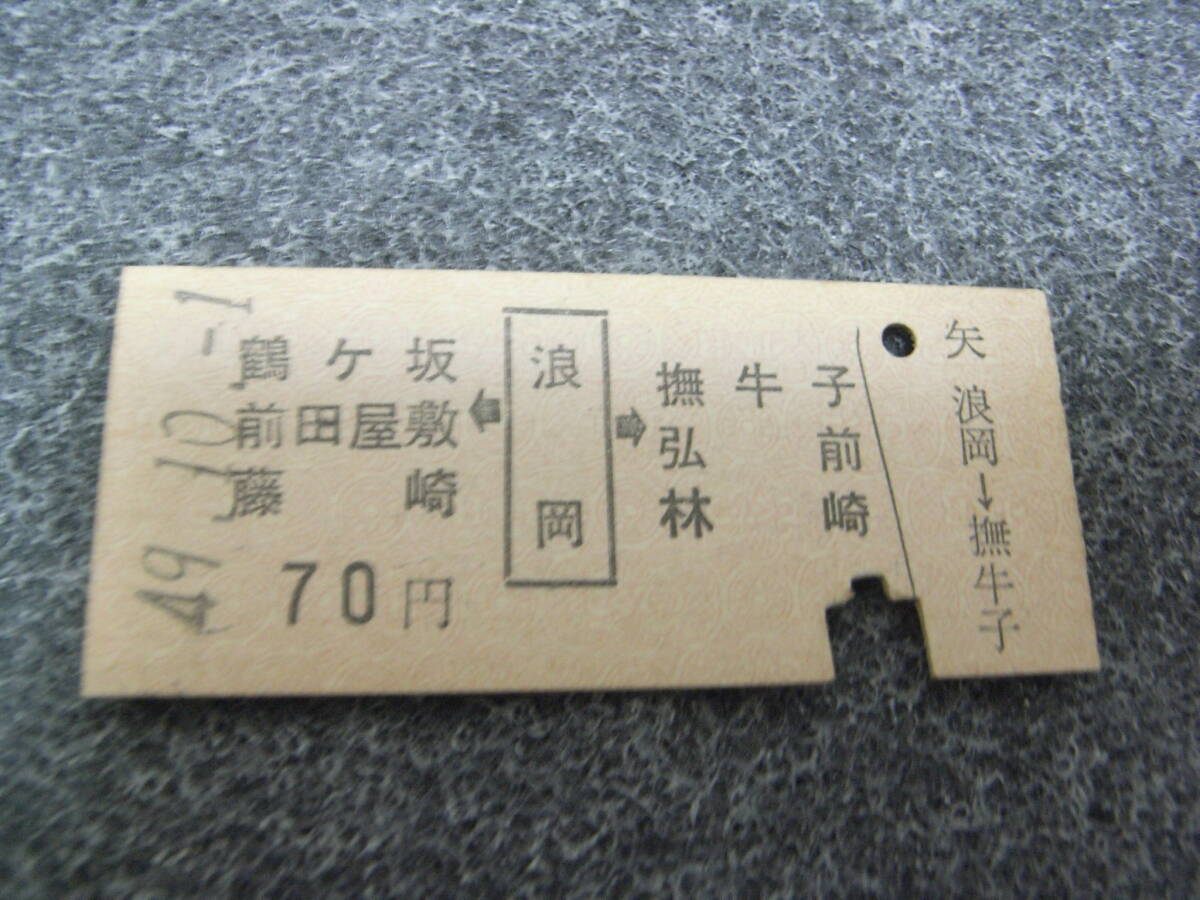 49.-10.-1
鶴ケ坂
前田屋敷
藤崎
70円
浪岡
撫牛子
弘前
林崎
矢
浪岡→撫牛子